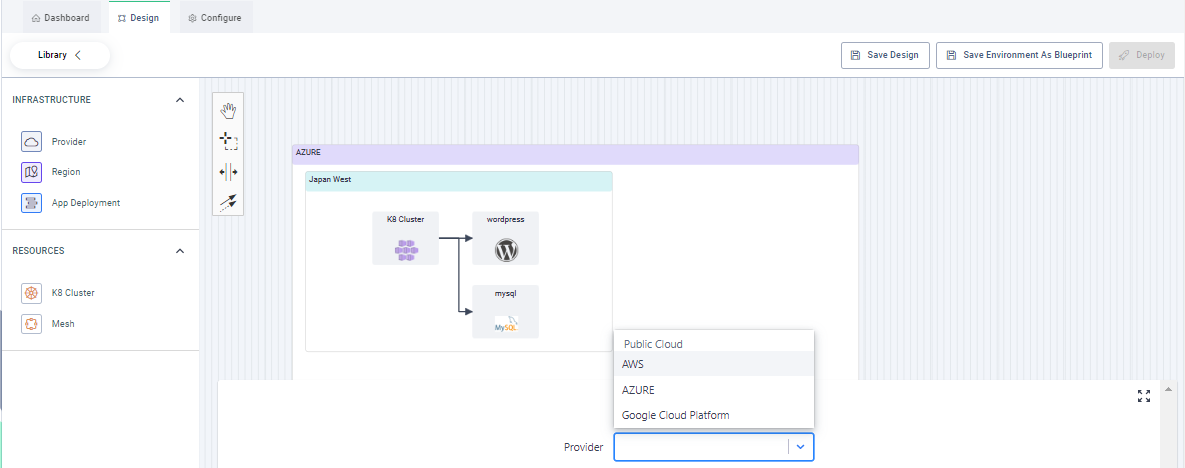 Dashboard
Design
Configure
Library
Save Design
Save Environment As Blueprint
Deploy
INFRASTRUCTURE
Provider
Region
App Deployment
RESOURCES
K8 Cluster
Mesh
AZURE
Japan West
K8 Cluster
wordpress
mysql
MySQL
Public Cloud
AWS
AZURE
Google Cloud Platform
Provider